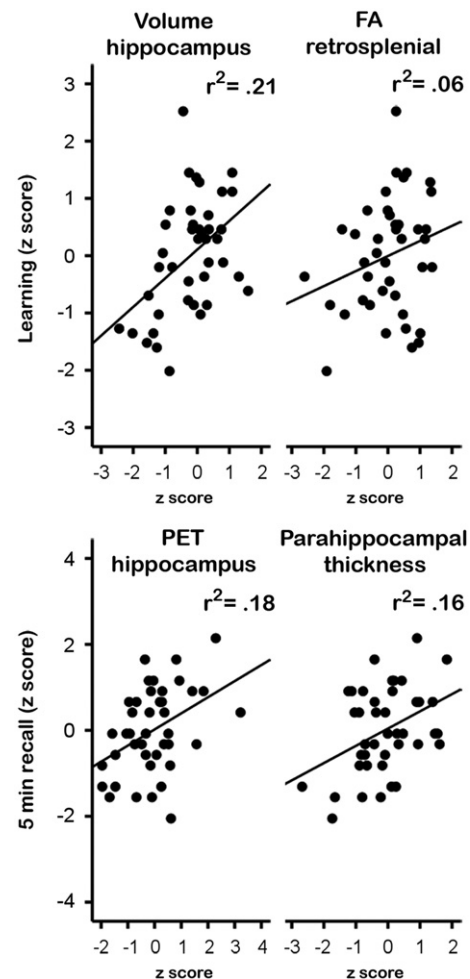 Volume
hippocampus
r²= .21
FA
retrosplenial
r²= .06
Learning (z score)
3
2
1
0
-1
-2
-3
-3 -2 -1 0 1 2
z score
-3 -2 -1 0 1 2
z score
PET
hippocampus
r²= .18
Parahippocampal
thickness
r²= .16
5 min recall (z score)
4
2
0
-2
-4
-2 -1 0 1 2 3 4
z score
-3 -2 -1 0 1 2
z score